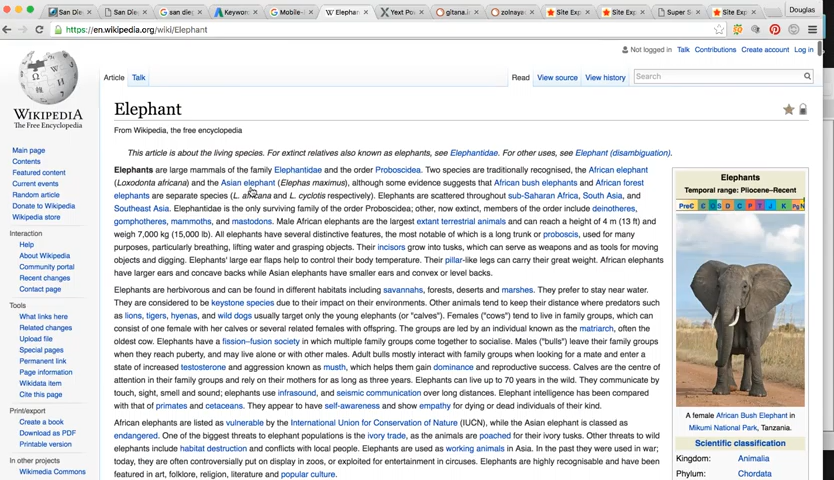 San Die
San Die
san dieg
Keyword
Mobile-
Elephan
Yext Po
gitana.io
zolnaye
Site Exp
Site Exp
Super S
Site Exp
Douglas
https://en.wikipedia.org/wiki/Elephant
Not logged in Talk Contributions Create account Log in
Article Talk
Read View source View history Search
WIKIPEDIA
The Free Encyclopedia
Main page
Contents
Featured content
Current events
Random article
Donate to Wikipedia
Wikipedia store
Interaction
Help
About Wikipedia
Community portal
Recent changes
Contact page
Tools
What links here
Related changes
Upload file
Special pages
Permanent link
Page information
Wikidata item
Cite this page
Print/export
Create a book
Download as PDF
Printable version
In other projects
Wikimedia Commons
Elephant
From Wikipedia, the free encyclopedia
This article is about the living species. For extinct relatives also known as elephants, see Elephantidae. For other uses, see Elephant (disambiguation).
Elephants are large mammals of the family Elephantidae and the order Proboscidea. Two species are traditionally recognised, the African elephant
(Loxodonta africana) and the Asian elephant (Elephas maximus), although some evidence suggests that African bush elephants and African forest
elephants are separate species (L. africana and L. cyclotis respectively). Elephants are scattered throughout sub-Saharan Africa, South Asia, and
Southeast Asia. Elephantidae is the only surviving family of the order Proboscidea; other, now extinct, members of the order include deinotheres,
gomphotheres, mammoths, and mastodons. Male African elephants are the largest extant terrestrial animals and can reach a height of 4 m (13 ft) and
weigh 7,000 kg (15,000 lb). All elephants have several distinctive features, the most notable of which is a long trunk or proboscis, used for many
purposes, particularly breathing, lifting water and grasping objects. Their incisors grow into tusks, which can serve as weapons and as tools for moving
objects and digging. Elephants' large ear flaps help to control their body temperature. Their pillar-like legs can carry their great weight. African elephants
have larger ears and concave backs while Asian elephants have smaller ears and convex or level backs.
Elephants are herbivorous and can be found in different habitats including savannahs, forests, deserts and marshes. They prefer to stay near water.
They are considered to be keystone species due to their impact on their environments. Other animals tend to keep their distance where predators such
as lions, tigers, hyenas, and wild dogs usually target only the young elephants (or "calves"). Females ("cows") tend to live in family groups, which can
consist of one female with her calves or several related females with offspring. The groups are led by an individual known as the matriarch, often the
oldest cow. Elephants have a fission–fusion society in which multiple family groups come together to socialise. Males ("bulls") leave their family groups
when they reach puberty, and may live alone or with other males. Adult bulls mostly interact with family groups when looking for a mate and enter a
state of increased testosterone and aggression known as musth, which helps them gain dominance and reproductive success. Calves are the centre of
attention in their family groups and rely on their mothers for as long as three years. Elephants can live up to 70 years in the wild. They communicate by
touch, sight, smell and sound; elephants use infrasound, and seismic communication over long distances. Elephant intelligence has been compared
with that of primates and cetaceans. They appear to have self-awareness and show empathy for dying or dead individuals of their kind.
African elephants are listed as vulnerable by the International Union for Conservation of Nature (IUCN), while the Asian elephant is classed as
endangered. One of the biggest threats to elephant populations is the ivory trade, as the animals are poached for their ivory tusks. Other threats to wild
elephants include habitat destruction and conflicts with local people. Elephants are used as working animals in Asia. In the past they were used in war;
today, they are often controversially put on display in zoos, or exploited for entertainment in circuses. Elephants are highly recognisable and have been
featured in art, folklore, religion, literature and popular culture.
Elephants
Temporal range: Pliocene–Recent
PreЄ Є O S D C P T J K Pg N
A female African Bush Elephant in
Mikumi National Park, Tanzania.
Scientific classification
Kingdom: Animalia
Phylum: Chordata